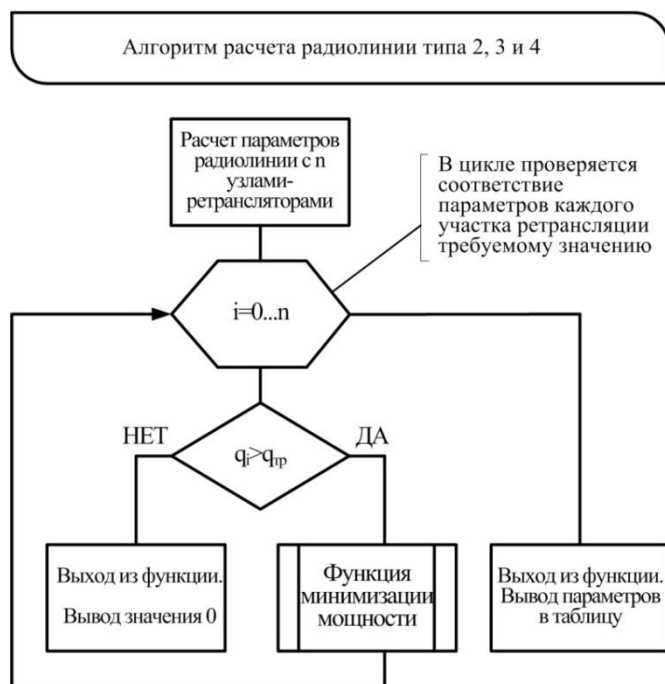 Алгоритм расчета радиолинии типа 2, 3 и 4
Расчет параметров
радиолинии с n
узлами-
ретрансляторами
В цикле проверяется
соответствие
параметров каждого
участка ретрансляции
требуемому значению
i=0...n
НЕТ
ДА
qᵢ>qпр
Выход из функции.
Вывод значения 0
Функция
минимизации
мощности
Выход из функции.
Вывод параметров
в таблицу